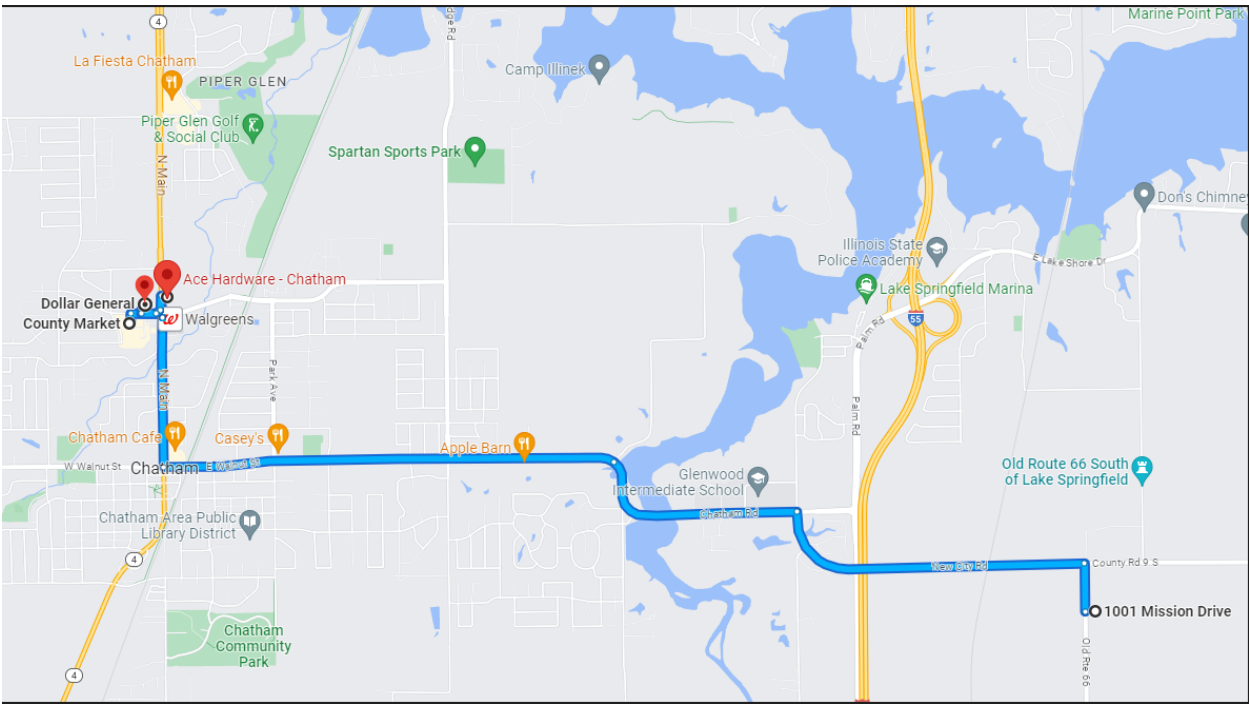 Marine Point Park
4
La Fiesta Chatham
PIPER GLEN
Camp Illinek
Piper Glen Golf
& Social Club
Spartan Sports Park
N Main
Don's Chimney
Illinois State
Police Academy
E Lake Shore Dr
Ace Hardware - Chatham
Lake Springfield Marina
Dollar General
County Market
Walgreens
55
Palm Rd
N Main
Park Ave
Palm Rd
Chatham Cafe
Casey's
Apple Barn
W Walnut St
Chatham
E Walnut St
Glenwood
Intermediate School
Old Route 66 South
of Lake Springfield
Chatham Rd
Chatham Area Public
Library District
4
New City Rd
County Rd 9 S
1001 Mission Drive
Chatham
Community
Park
Old Rte 66
4